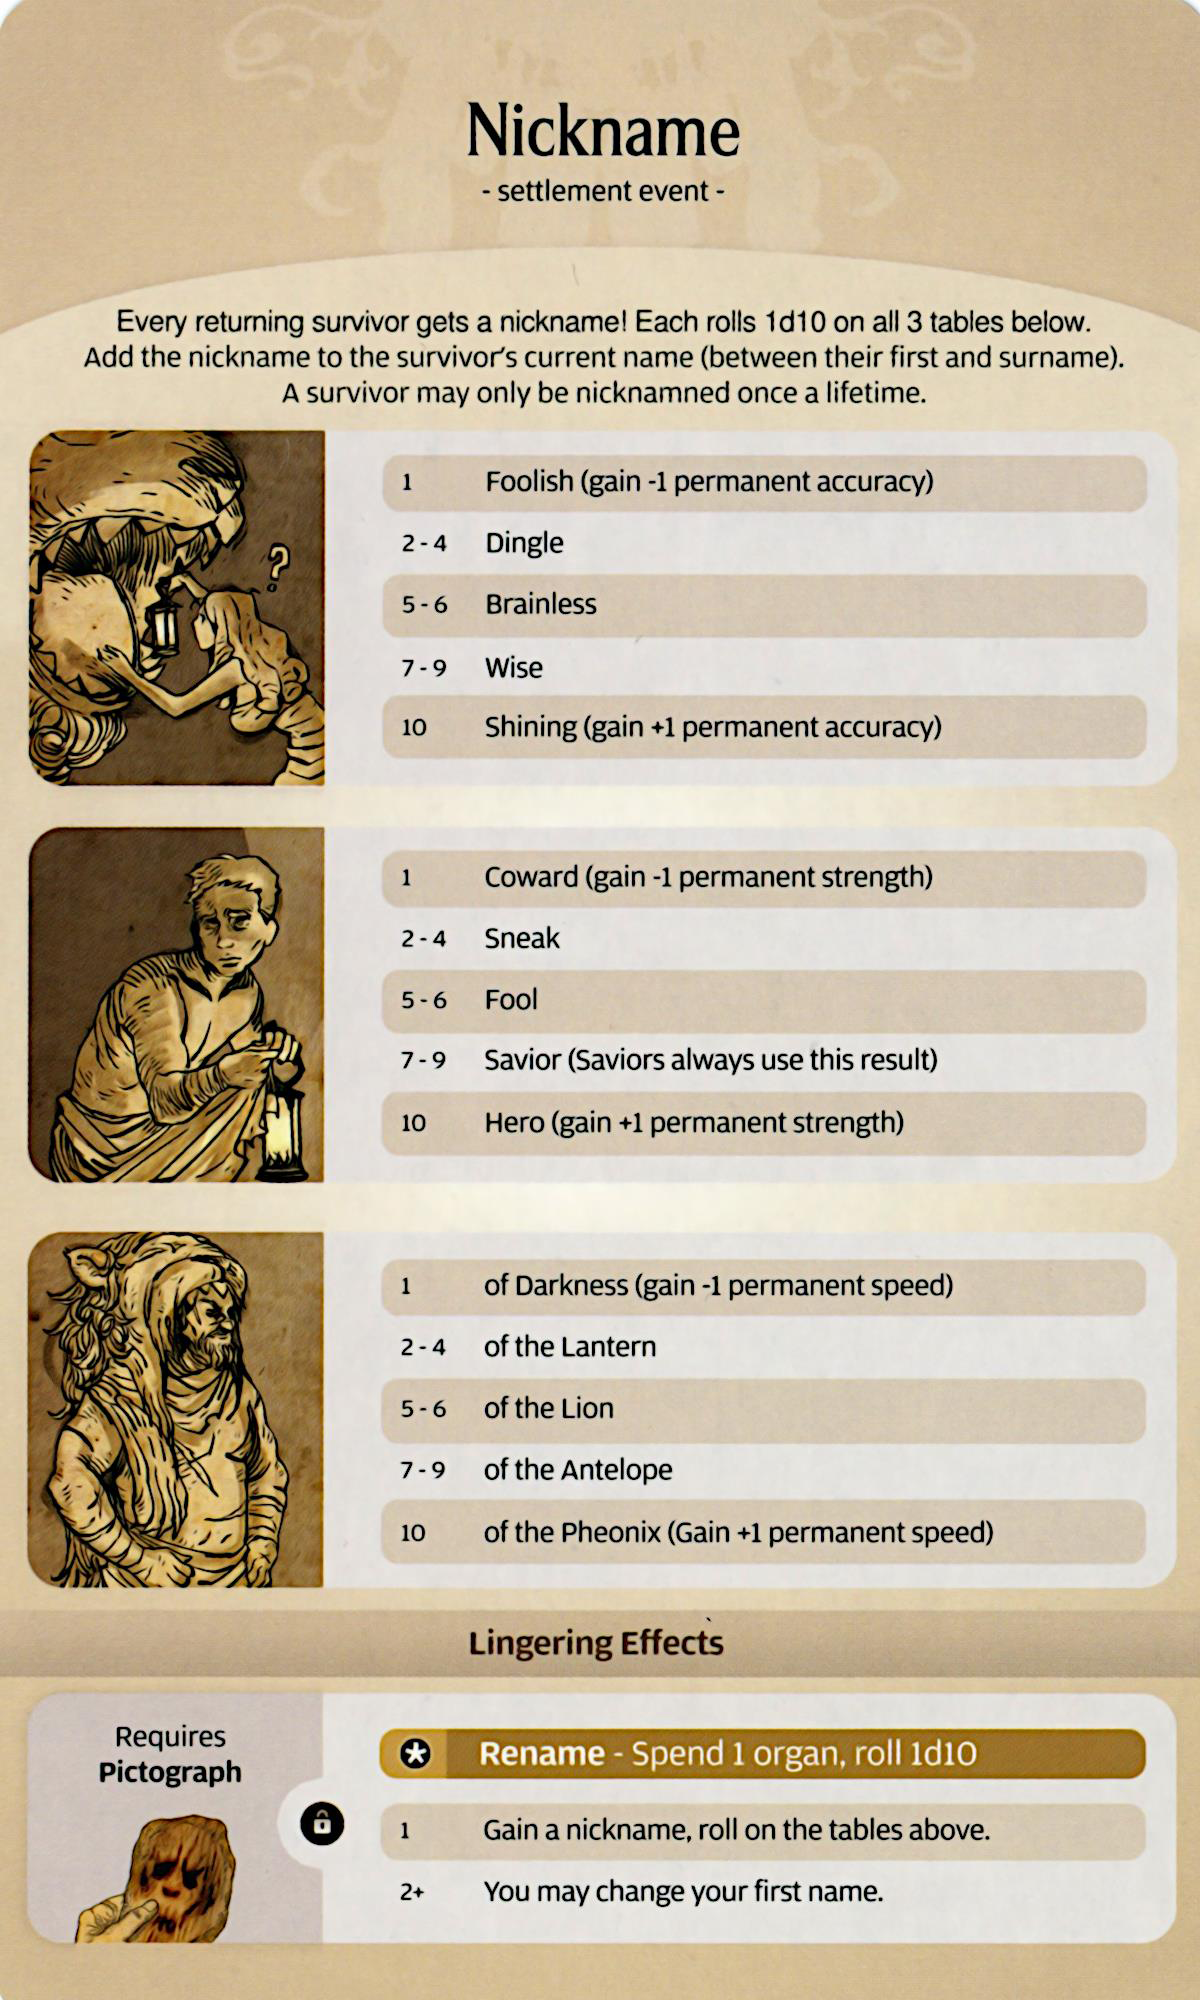 Nickname
- settlement event -
Every returning survivor gets a nickname! Each rolls 1d10 on all 3 tables below.
Add the nickname to the survivor's current name (between their first and surname).
A survivor may only be nicknamned once a lifetime.
?
1 Foolish (gain -1 permanent accuracy)
2 - 4 Dingle
5 - 6 Brainless
7 - 9 Wise
10 Shining (gain +1 permanent accuracy)
1 Coward (gain -1 permanent strength)
2 - 4 Sneak
5 - 6 Fool
7 - 9 Savior (Saviors always use this result)
10 Hero (gain +1 permanent strength)
1 of Darkness (gain -1 permanent speed)
2 - 4 of the Lantern
5 - 6 of the Lion
7 - 9 of the Antelope
10 of the Pheonix (Gain +1 permanent speed)
Lingering Effects
Requires
Pictograph
Rename - Spend 1 organ, roll 1d10
1 Gain a nickname, roll on the tables above.
2+ You may change your first name.